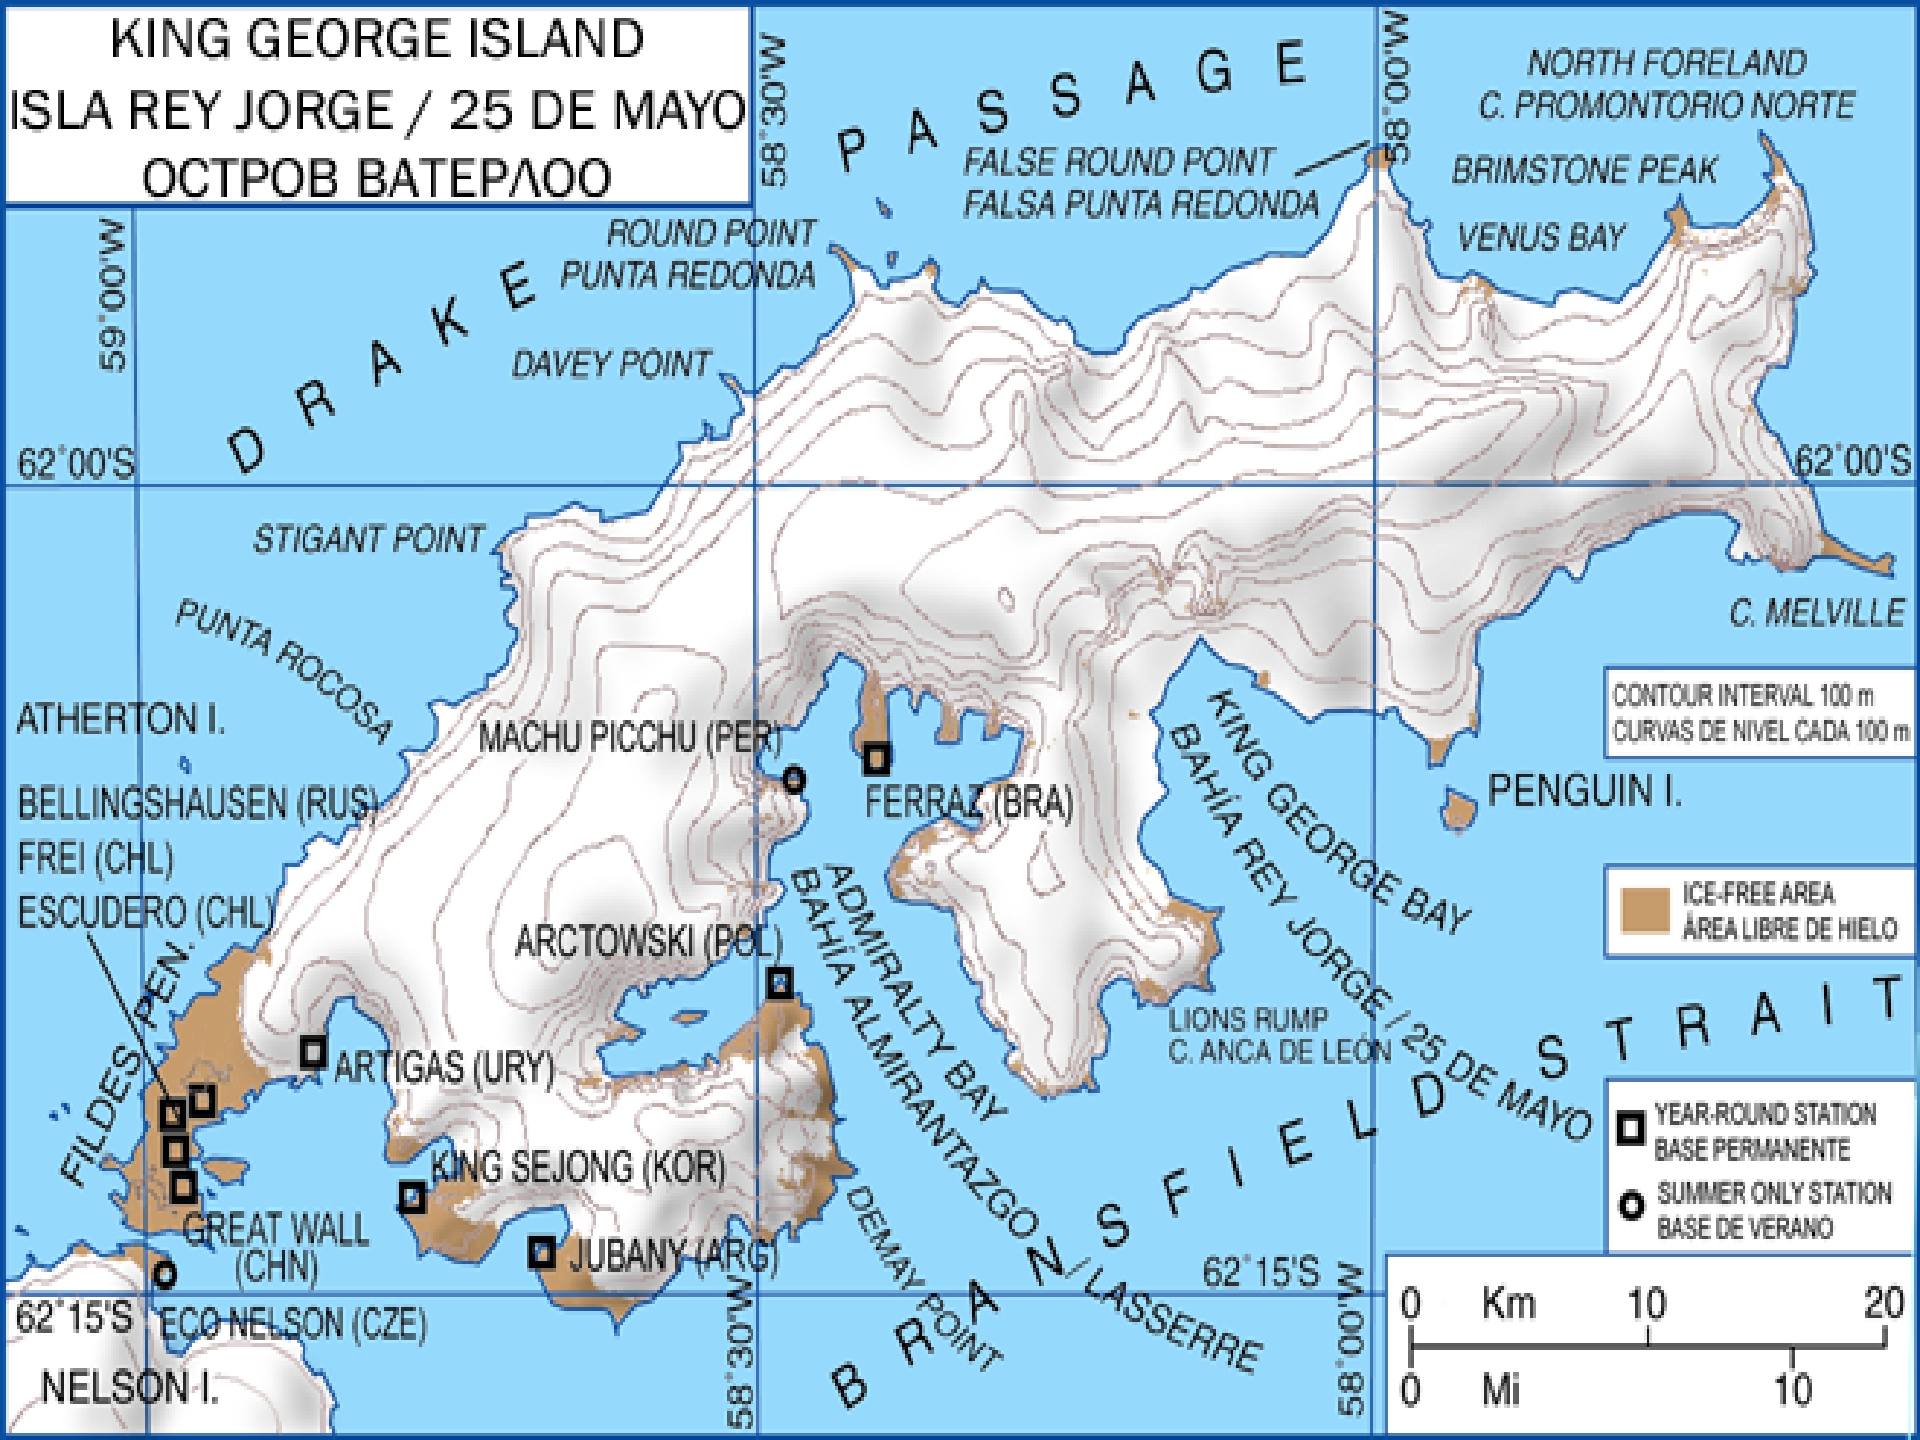 KING GEORGE ISLAND
ISLA REY JORGE / 25 DE MAYO
ОСТРОВ ВАТЕРЛОО
58°30'W
PASSAGE
58°00'W
NORTH FORELAND
C. PROMONTORIO NORTE
FALSE ROUND POINT
FALSA PUNTA REDONDA
BRIMSTONE PEAK
VENUS BAY
59°00'W
ROUND POINT
PUNTA REDONDA
DRAKE
DAVEY POINT
62°00'S
62°00'S
STIGANT POINT
C. MELVILLE
PUNTA ROCOSA
CONTOUR INTERVAL 100 m
CURVAS DE NIVEL CADA 100 m
ATHERTON I.
MACHU PICCHU (PER)
KING GEORGE BAY
BAHÍA REY JORGE / 25 DE MAYO
PENGUIN I.
BELLINGSHAUSEN (RUS)
FREI (CHL)
ESCUDERO (CHL)
FERRAZ (BRA)
ICE-FREE AREA
ÁREA LIBRE DE HIELO
ARCTOWSKI (POL)
ADMIRALTY BAY
BAHÍA ALMIRANTAZGO / LASSERRE
FILDES PEN.
LIONS RUMP
C. ANCA DE LEÓN
STRAIT
ARTIGAS (URY)
YEAR-ROUND STATION
BASE PERMANENTE
KING SEJONG (KOR)
SUMMER ONLY STATION
BASE DE VERANO
GREAT WALL
(CHN)
JUBANY (ARG)
DEMAY POINT
BRANSFIELD
62°15'S
62°15'S
ECO NELSON (CZE)
NELSON I.
58°30'W
58°00'W
0 Km 10 20
0 Mi 10